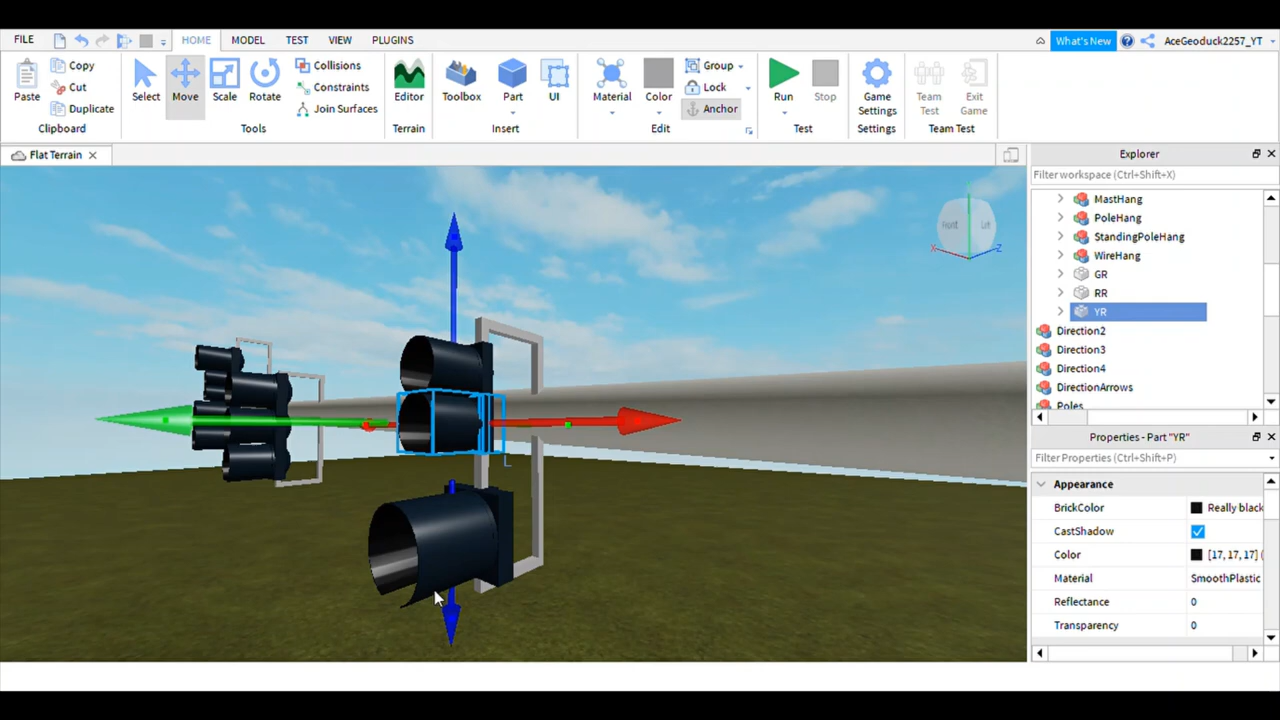 FILE HOME MODEL TEST VIEW PLUGINS What's New AceGeoduck2257_YT
Paste Copy Cut Duplicate Clipboard
Select Move Scale Rotate Collisions Constraints Join Surfaces Tools
Editor Terrain
Toolbox Part UI Insert
Material Color Group Lock Anchor Edit
Run Stop Test
Game Settings Settings
Team Test Exit Game Team Test
Flat Terrain
Front Left
X Z
L
Explorer
Filter workspace (Ctrl+Shift+X)
MastHang
PoleHang
StandingPoleHang
WireHang
GR
RR
YR
Direction2
Direction3
Direction4
DirectionArrows
Poles
Properties - Part "YR"
Filter Properties (Ctrl+Shift+P)
Appearance
BrickColor Really black
CastShadow
Color [17, 17, 17] (
Material SmoothPlastic
Reflectance 0
Transparency 0